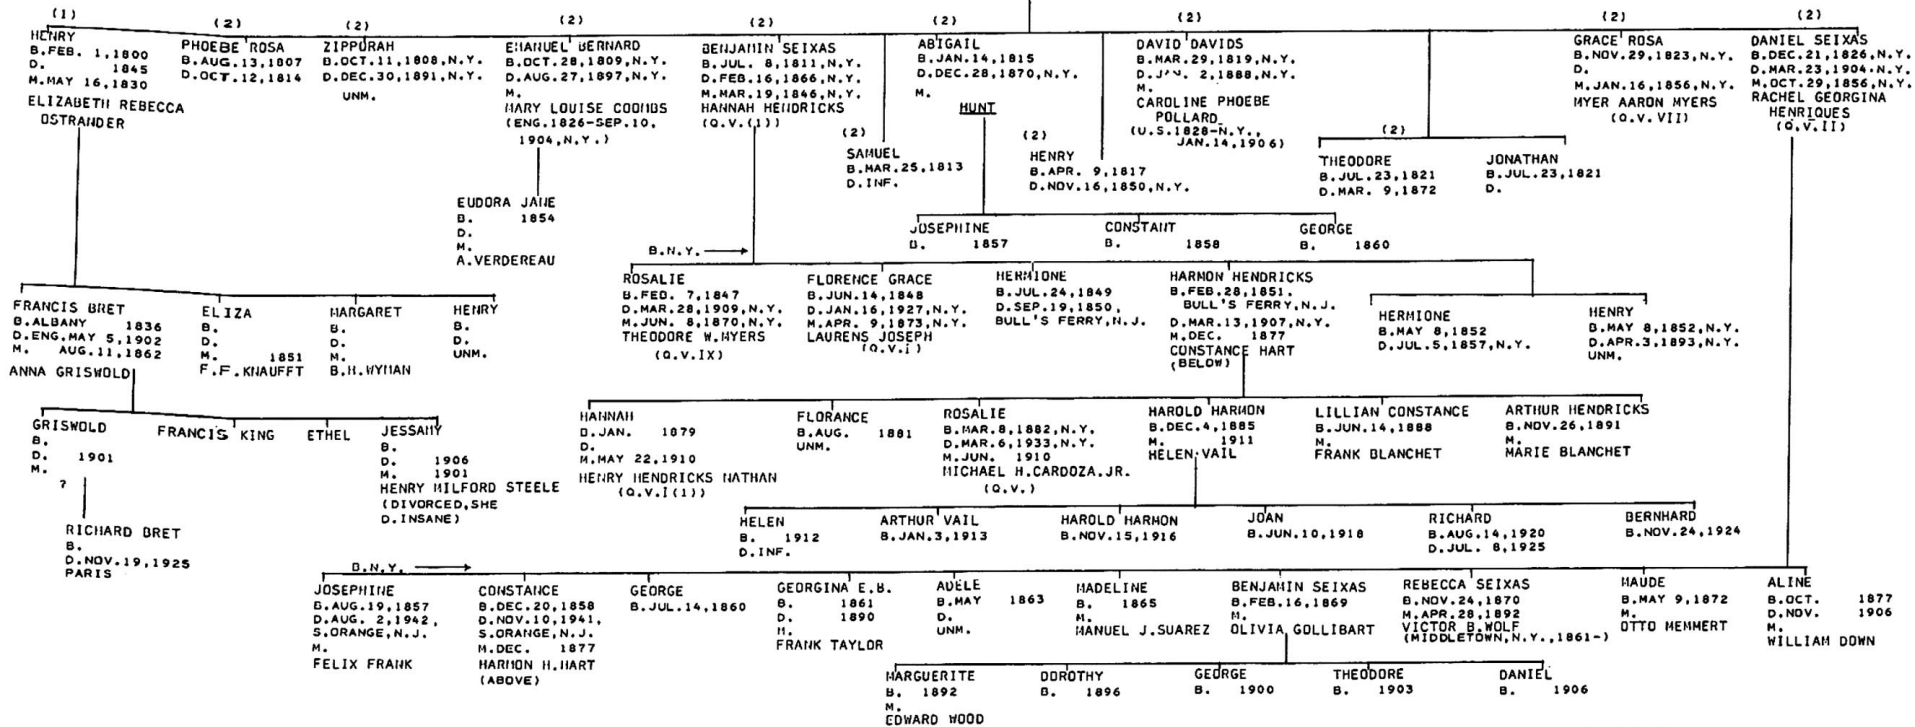 (1)
HENRY
B.FEB. 1,1800
D. 1845
M.MAY 16,1830
ELIZABETH REBECCA
OSTRANDER
(2)
PHOEBE ROSA
B.AUG.13,1807
D.OCT.12,1814
(2)
ZIPPORAH
B.OCT.11,1808,N.Y.
D.DEC.30,1891,N.Y.
UNM.
(2)
EMANUEL BERNARD
B.OCT.28,1809,N.Y.
D.AUG.27,1897,N.Y.
M.
MARY LOUISE COOMBS
(ENG.1826-SEP.10,
1904,N.Y.)
(2)
BENJAMIN SEIXAS
B.JUL. 8,1811,N.Y.
D.FEB.16,1866,N.Y.
M.MAR.19,1846,N.Y.
HANNAH HENDRICKS
(Q.V.(1))
(2)
SAMUEL
B.MAR.25,1813
D.INF.
(2)
ABIGAIL
B.JAN.14,1815
D.DEC.28,1870,N.Y.
M.
HUNT
(2)
HENRY
B.APR. 9,1817
D.NOV.16,1850,N.Y.
(2)
DAVID DAVIDS
B.MAR.29,1819,N.Y.
D.JAN. 2,1888,N.Y.
M.
CAROLINE PHOEBE
POLLARD
(U.S.1828-N.Y.,
JAN.14,1906)
(2)
THEODORE
B.JUL.23,1821
D.MAR. 9,1872
JONATHAN
B.JUL.23,1821
D.
(2)
GRACE ROSA
B.NOV.29,1823,N.Y.
D.
M.JAN.16,1856,N.Y.
MYER AARON MYERS
(Q.V.VII)
(2)
DANIEL SEIXAS
B.DEC.21,1826,N.Y.
D.MAR.23,1904,N.Y.
M.OCT.29,1856,N.Y.
RACHEL GEORGINA
HENRIQUES
(Q.V.II)
EUDORA JANE
B. 1854
D.
M.
A.VERDEREAU
JOSEPHINE
B. 1857
CONSTANT
B. 1858
GEORGE
B. 1860
B.N.Y.
ROSALIE
B.FEB. 7,1847
D.MAR.28,1909,N.Y.
M.JUN. 8,1870,N.Y.
THEODORE W.MYERS
(Q.V.IX)
FLORENCE GRACE
B.JUN.14,1848
D.JAN.16,1927,N.Y.
M.APR. 9,1873,N.Y.
LAURENS JOSEPH
(Q.V.I)
HERMIONE
B.JUL.24,1849
D.SEP.19,1850,
BULL'S FERRY,N.J.
HARMON HENDRICKS
B.FEB.28,1851.
BULL'S FERRY,N.J.
D.MAR.13,1907,N.Y.
M.DEC. 1877
CONSTANCE HART
(BELOW)
HERMIONE
B.MAY 8,1852
D.JUL.5,1857,N.Y.
HENRY
B.MAY 8,1852,N.Y.
D.APR.3,1893,N.Y.
UNM.
FRANCIS BRET
B.ALBANY 1836
D.ENG.MAY 5,1902
M. AUG.11,1862
ANNA GRISWOLD
ELIZA
B.
D.
M. 1851
F.F.KNAUFFT
MARGARET
B.
D.
M.
B.H.WYMAN
HENRY
B.
D.
UNM.
GRISWOLD
B.
D. 1901
M.
?
FRANCIS KING
ETHEL
JESSAMY
B.
D. 1906
M. 1901
HENRY MILFORD STEELE
(DIVORCED,SHE
D.INSANE)
HANNAH
B.JAN. 1879
D.
M.MAY 22,1910
HENRY HENDRICKS NATHAN
(Q.V.I(1))
FLORANCE
B.AUG. 1881
UNM.
ROSALIE
B.MAR.8,1882,N.Y.
D.MAR.6,1933,N.Y.
M.JUN. 1910
MICHAEL H.CARDOZA.JR.
(Q.V.)
HAROLD HARMON
B.DEC.4,1885
M. 1911
HELEN VAIL
LILLIAN CONSTANCE
B.JUN.14,1888
M.
FRANK BLANCHET
ARTHUR HENDRICKS
B.NOV.26,1891
M.
MARIE BLANCHET
RICHARD BRET
B.
D.NOV.19,1925
PARIS
HELEN
B. 1912
D.INF.
ARTHUR VAIL
B.JAN.3,1913
HAROLD HARMON
B.NOV.15,1916
JOAN
B.JUN.10,1918
RICHARD
B.AUG.14,1920
D.JUL. 8,1925
BERNHARD
B.NOV.24,1924
B.N.Y.
JOSEPHINE
B.AUG.19,1857
D.AUG. 2,1942,
S.ORANGE,N.J.
M.
FELIX FRANK
CONSTANCE
B.DEC.20,1858
D.NOV.10,1941,
S.ORANGE,N.J.
M.DEC. 1877
HARMON H.HART
(ABOVE)
GEORGE
B.JUL.14,1860
GEORGINA E.B.
B. 1861
D. 1890
M.
FRANK TAYLOR
ADELE
B.MAY 1863
D.
UNM.
MADELINE
B. 1865
M.
MANUEL J.SUAREZ
BENJAMIN SEIXAS
B.FEB.16,1869
M.
OLIVIA GOLLIBART
REBECCA SEIXAS
B.NOV.24,1870
M.APR.28,1892
VICTOR B.WOLF
(MIDDLETOWN,N.Y.,1861-)
MAUDE
B.MAY 9,1872
M.
OTTO MEMMERT
ALINE
B.OCT. 1877
D.NOV. 1906
M.
WILLIAM DOWN
MARGUERITE
B. 1892
M.
EDWARD WOOD
DOROTHY
B. 1896
GEORGE
B. 1900
THEODORE
B. 1903
DANIEL
B. 1906